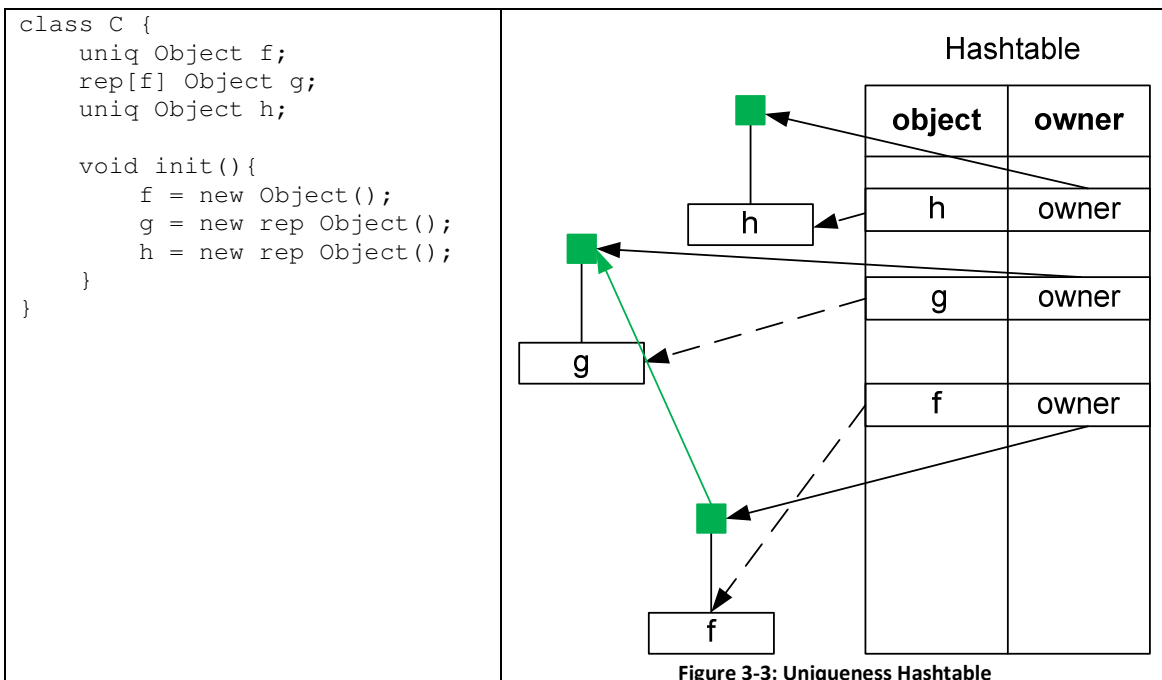 class C {
    uniq Object f;
    rep[f] Object g;
    uniq Object h;
    void init(){
        f = new Object();
        g = new rep Object();
        h = new rep Object();
    }
}
Hashtable
object owner
h
h owner
g owner
g
f owner
f
Figure 3-3: Uniqueness Hashtable